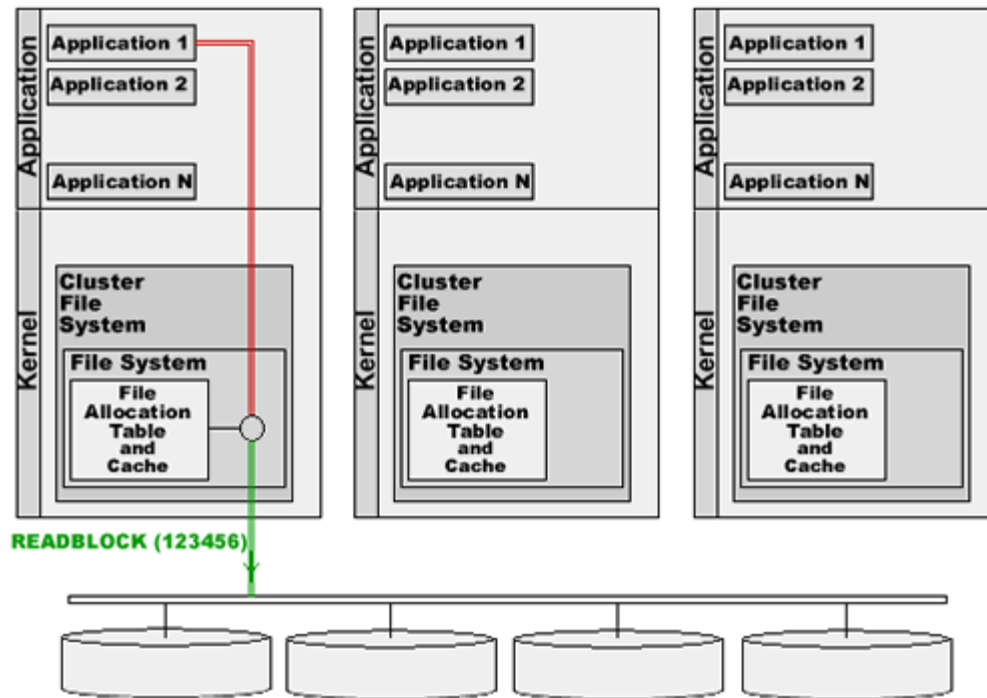 Application
Application 1
Application 2
Application N
Kernel
Cluster
File
System
File System
File
Allocation
Table
and
Cache
Application
Application 1
Application 2
Application N
Kernel
Cluster
File
System
File System
File
Allocation
Table
and
Cache
Application
Application 1
Application 2
Application N
Kernel
Cluster
File
System
File System
File
Allocation
Table
and
Cache
READBLOCK (123456)